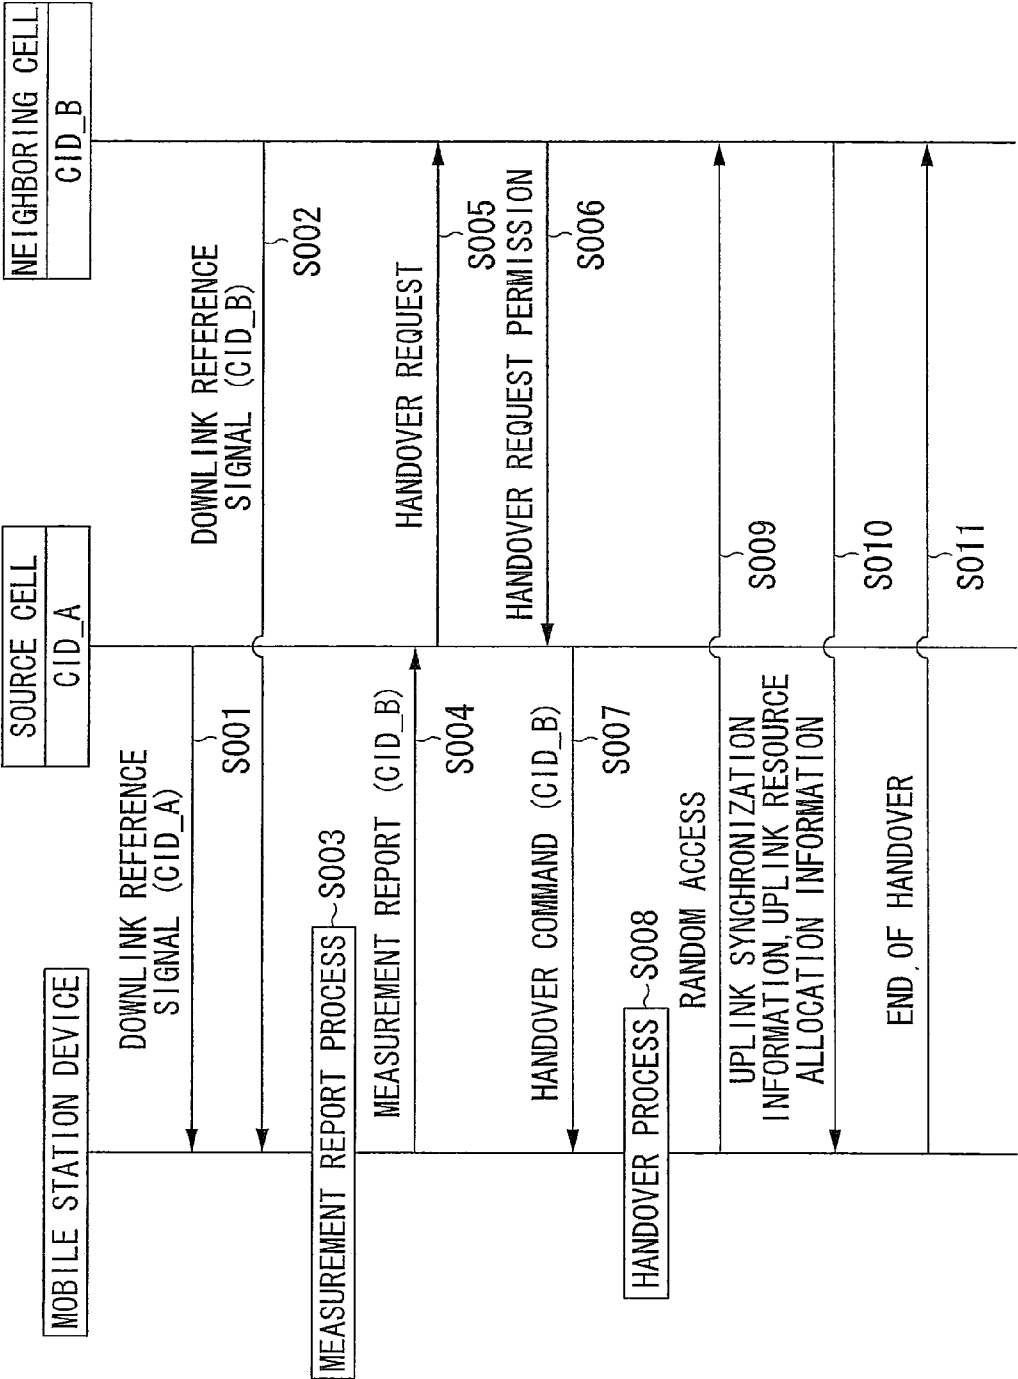 MOBILE STATION DEVICE
SOURCE CELL
CID_A
NEIGHBORING CELL
CID_B
DOWNLINK REFERENCE
SIGNAL (CID_A)
S001
DOWNLINK REFERENCE
SIGNAL (CID_B)
S002
MEASUREMENT REPORT PROCESS
S003
MEASUREMENT REPORT (CID_B)
S004
HANDOVER REQUEST
S005
HANDOVER REQUEST PERMISSION
S006
HANDOVER COMMAND (CID_B)
S007
HANDOVER PROCESS
S008
RANDOM ACCESS
S009
UPLINK SYNCHRONIZATION
INFORMATION, UPLINK RESOURCE
ALLOCATION INFORMATION
S010
END OF HANDOVER
S011